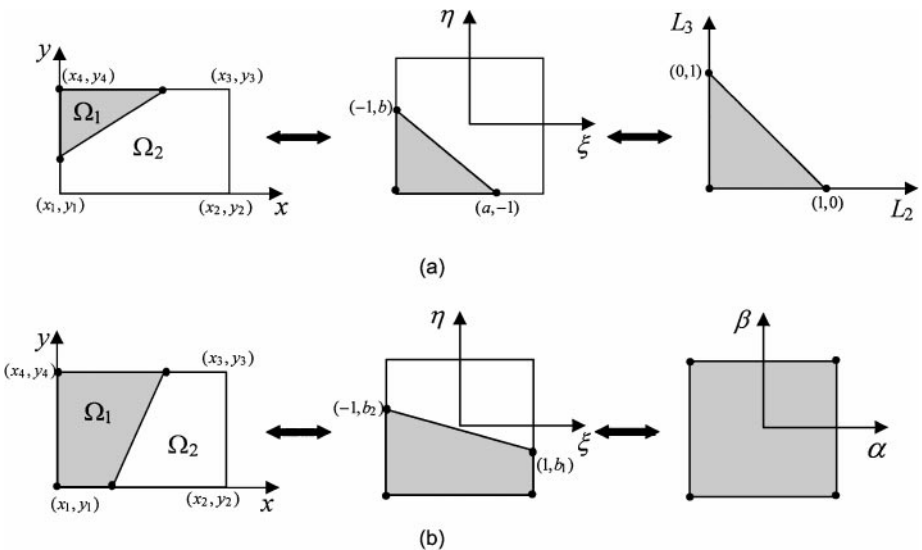 y
(x₄, y₄)
(x₃, y₃)
Ω₁
Ω₂
(x₁, y₁)
(x₂, y₂)
x
η
(−1, b)
ξ
(a, −1)
L₃
(0,1)
(1,0)
L₂
(a)
y
(x₄, y₄)
(x₃, y₃)
Ω₁
Ω₂
(x₁, y₁)
(x₂, y₂)
x
η
(−1, b₂)
ξ
(1, b₁)
β
α
(b)